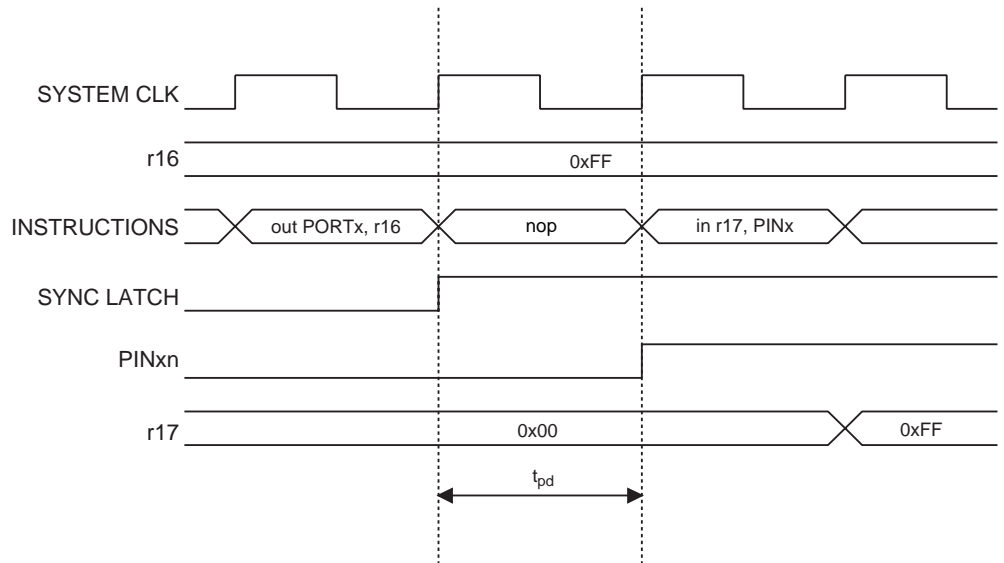 SYSTEM CLK
r16
0xFF
INSTRUCTIONS
out PORTx, r16
nop
in r17, PINx
SYNC LATCH
PINxn
r17
0x00
0xFF
tpd